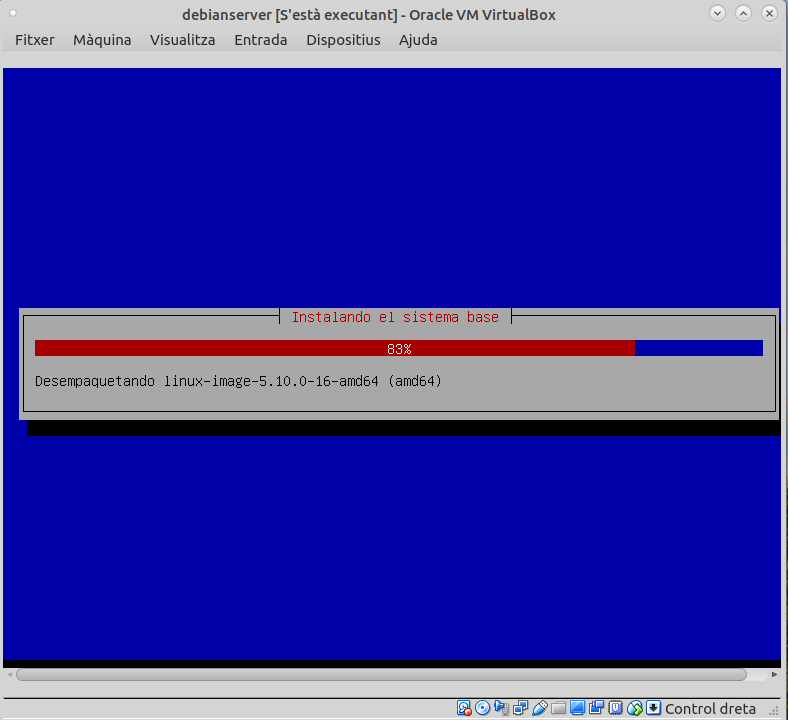 debianserver [S'està executant] - Oracle VM VirtualBox
Fitxer Màquina Visualitza Entrada Dispositius Ajuda
Instalando el sistema base
83%
Desempaquetando linux-image-5.10.0-16-amd64 (amd64)
Control dreta